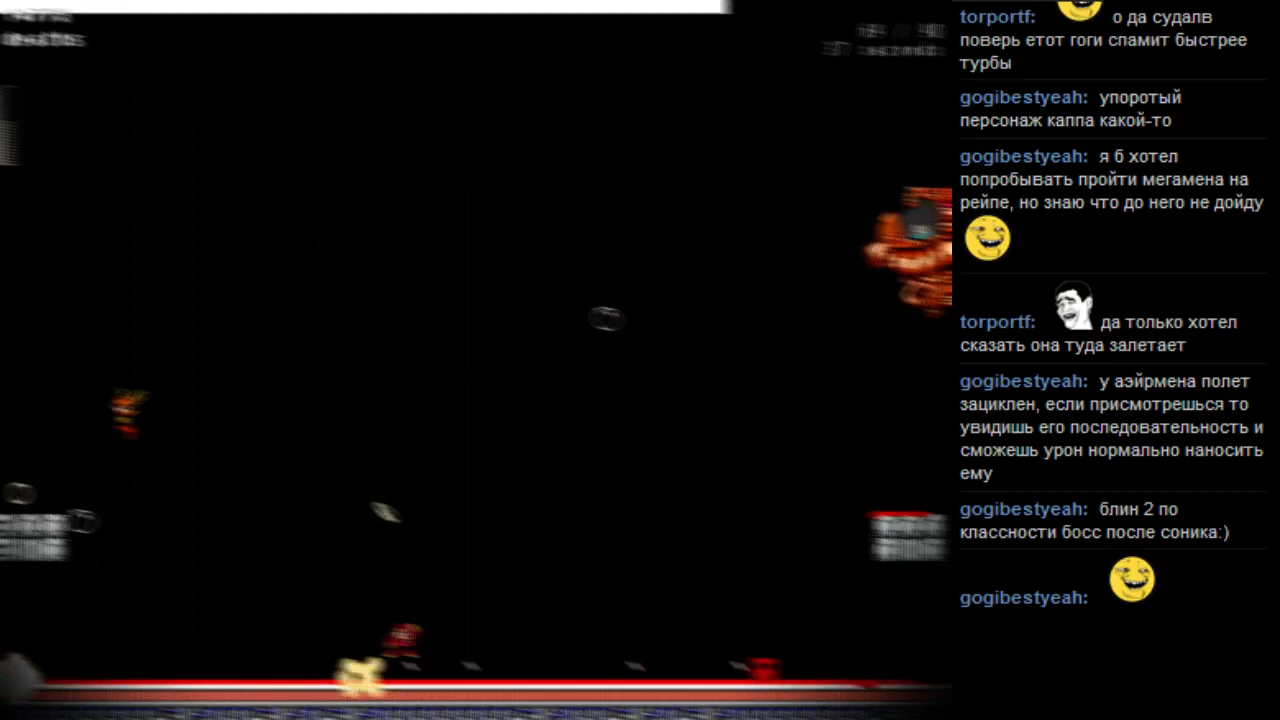 torportf: о да судалв
поверь етот гоги спамит быстрее
турбы
gogibestyeah: упоротый
персонаж каппа какой-то
gogibestyeah: я б хотел
попробывать пройти мегамена на
рейпе, но знаю что до него не дойду
torportf: да только хотел
сказать она туда залетает
gogibestyeah: у аэйрмена полет
зациклен, если присмотрешься то
увидишь его последовательность и
сможешь урон нормально наносить
ему
gogibestyeah: блин 2 по
классности босс после соника:)
gogibestyeah: